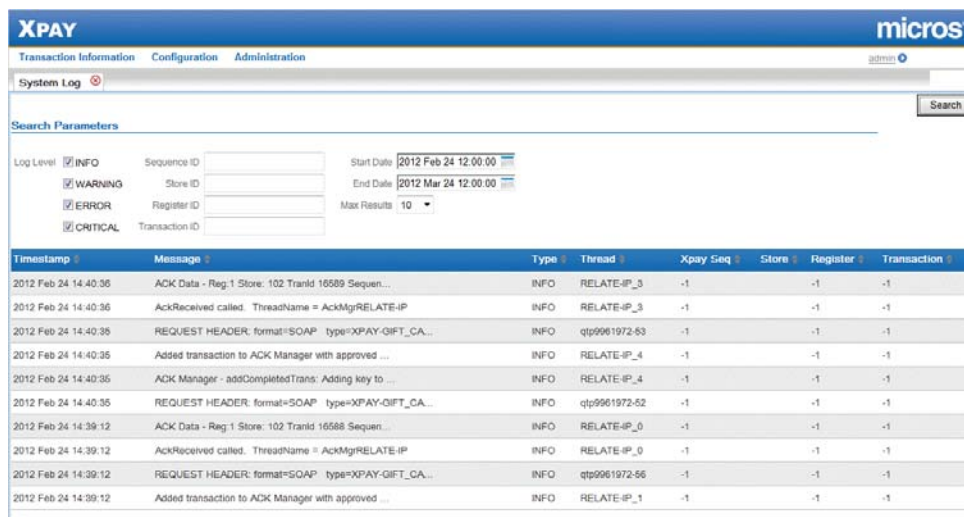 XPAY micros
Transaction Information Configuration Administration admin
System Log
Search
Search Parameters
Log Level INFO Sequence ID Start Date 2012 Feb 24 12:00:00
WARNING Store ID End Date 2012 Mar 24 12:00:00
ERROR Register ID Max Results 10
CRITICAL Transaction ID
Timestamp Message Type Thread Xpay Seq Store Register Transaction
2012 Feb 24 14:40:36 ACK Data - Reg:1 Store: 102 TranId 16589 Sequen... INFO RELATE-IP_3 -1 -1 -1
2012 Feb 24 14:40:36 AckReceived called. ThreadName = AckMgrRELATE-IP INFO RELATE-IP_3 -1 -1 -1
2012 Feb 24 14:40:35 REQUEST HEADER: format=SOAP type=XPAY-GIFT_CA... INFO qtp9961972-53 -1 -1 -1
2012 Feb 24 14:40:35 Added transaction to ACK Manager with approved ... INFO RELATE-IP_4 -1 -1 -1
2012 Feb 24 14:40:35 ACK Manager - addCompletedTrans: Adding key to ... INFO RELATE-IP_4 -1 -1 -1
2012 Feb 24 14:40:35 REQUEST HEADER: format=SOAP type=XPAY-GIFT_CA... INFO qtp9961972-52 -1 -1 -1
2012 Feb 24 14:39:12 ACK Data - Reg:1 Store: 102 TranId 16588 Sequen... INFO RELATE-IP_0 -1 -1 -1
2012 Feb 24 14:39:12 AckReceived called. ThreadName = AckMgrRELATE-IP INFO RELATE-IP_0 -1 -1 -1
2012 Feb 24 14:39:12 REQUEST HEADER: format=SOAP type=XPAY-GIFT_CA... INFO qtp9961972-56 -1 -1 -1
2012 Feb 24 14:39:12 Added transaction to ACK Manager with approved ... INFO RELATE-IP_1 -1 -1 -1